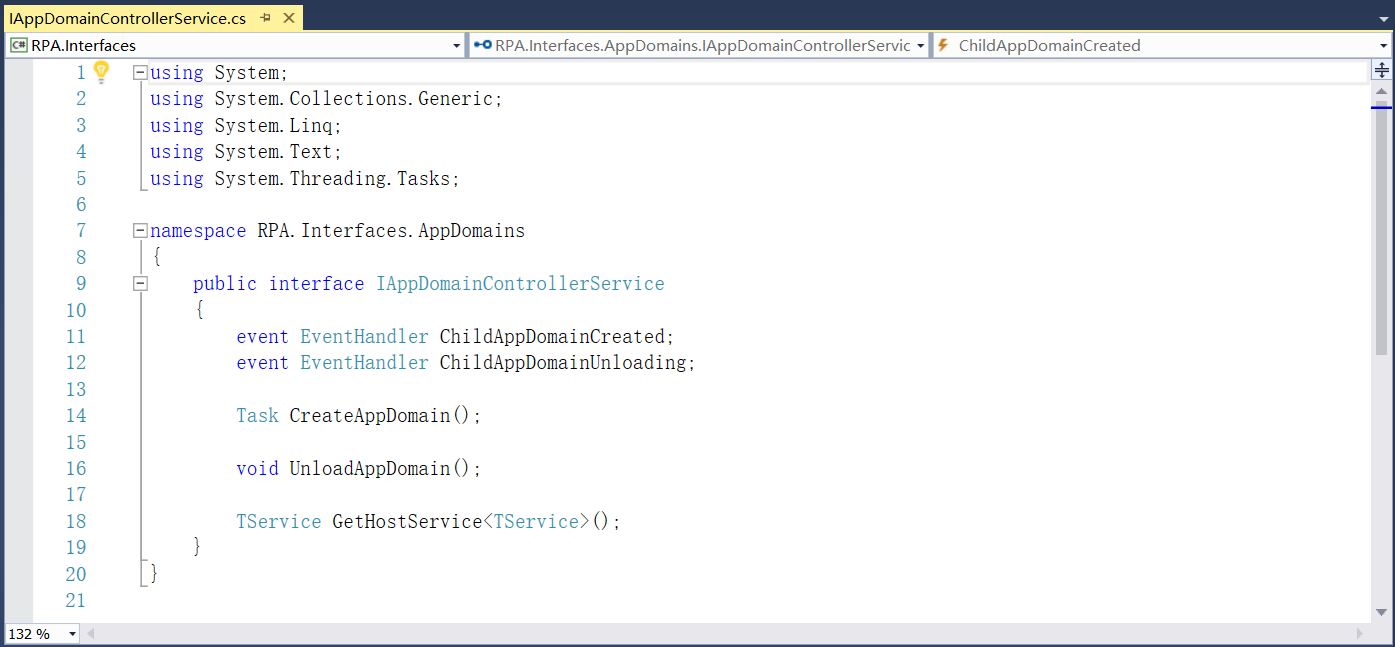 IAppDomainControllerService.cs
C# RPA.Interfaces
RPA.Interfaces.AppDomains.IAppDomainControllerServic
ChildAppDomainCreated
1 using System;
2 using System.Collections.Generic;
3 using System.Linq;
4 using System.Text;
5 using System.Threading.Tasks;
6
7 namespace RPA.Interfaces.AppDomains
8 {
9 public interface IAppDomainControllerService
10 {
11 event EventHandler ChildAppDomainCreated;
12 event EventHandler ChildAppDomainUnloading;
13
14 Task CreateAppDomain();
15
16 void UnloadAppDomain();
17
18 TService GetHostService<TService>();
19 }
20 }
21
132 %